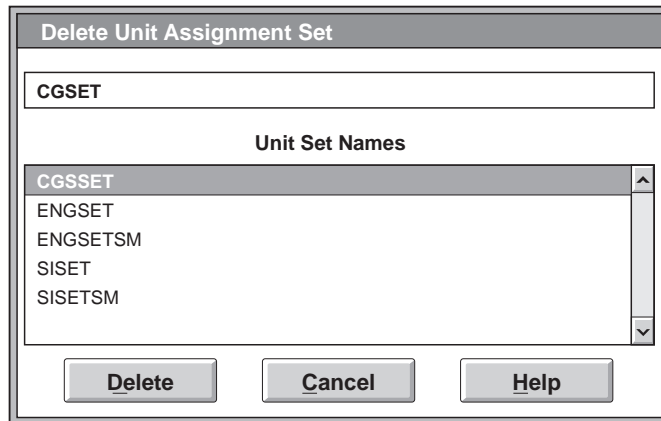 Delete Unit Assignment Set
CGSET
Unit Set Names
CGSSET
ENGSET
ENGSETSM
SISET
SISETSM
Delete Cancel Help